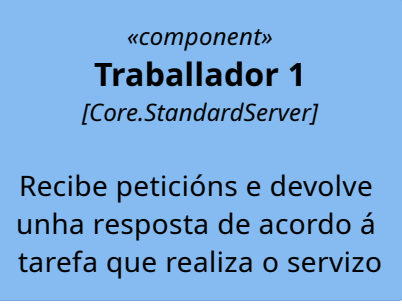 «component»
Traballador 1
[Core.StandardServer]
Recibe peticións e devolve
unha resposta de acordo á
tarefa que realiza o servizo